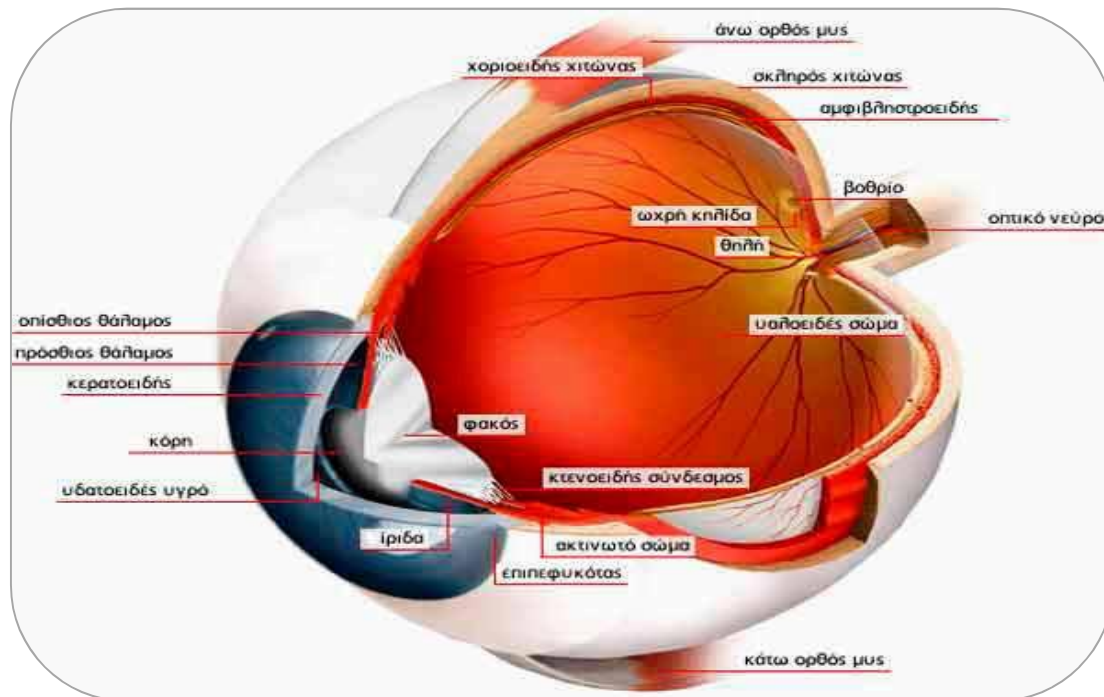 άνω ορθός μυς
χοριοειδής χιτώνας
σκληρός χιτώνας
αμφιβληστροειδής
βοθρίο
ωχρή κηλίδα
οπτικό νεύρο
θηλή
οπίσθιος θάλαμος
υαλοειδές σώμα
πρόσθιος θάλαμος
κερατοειδής
φακός
κόρη
κτενοειδής σύνδεσμος
υδατοειδές υγρό
ίριδα
ακτινωτό σώμα
επιπεφυκότας
κάτω ορθός μυς